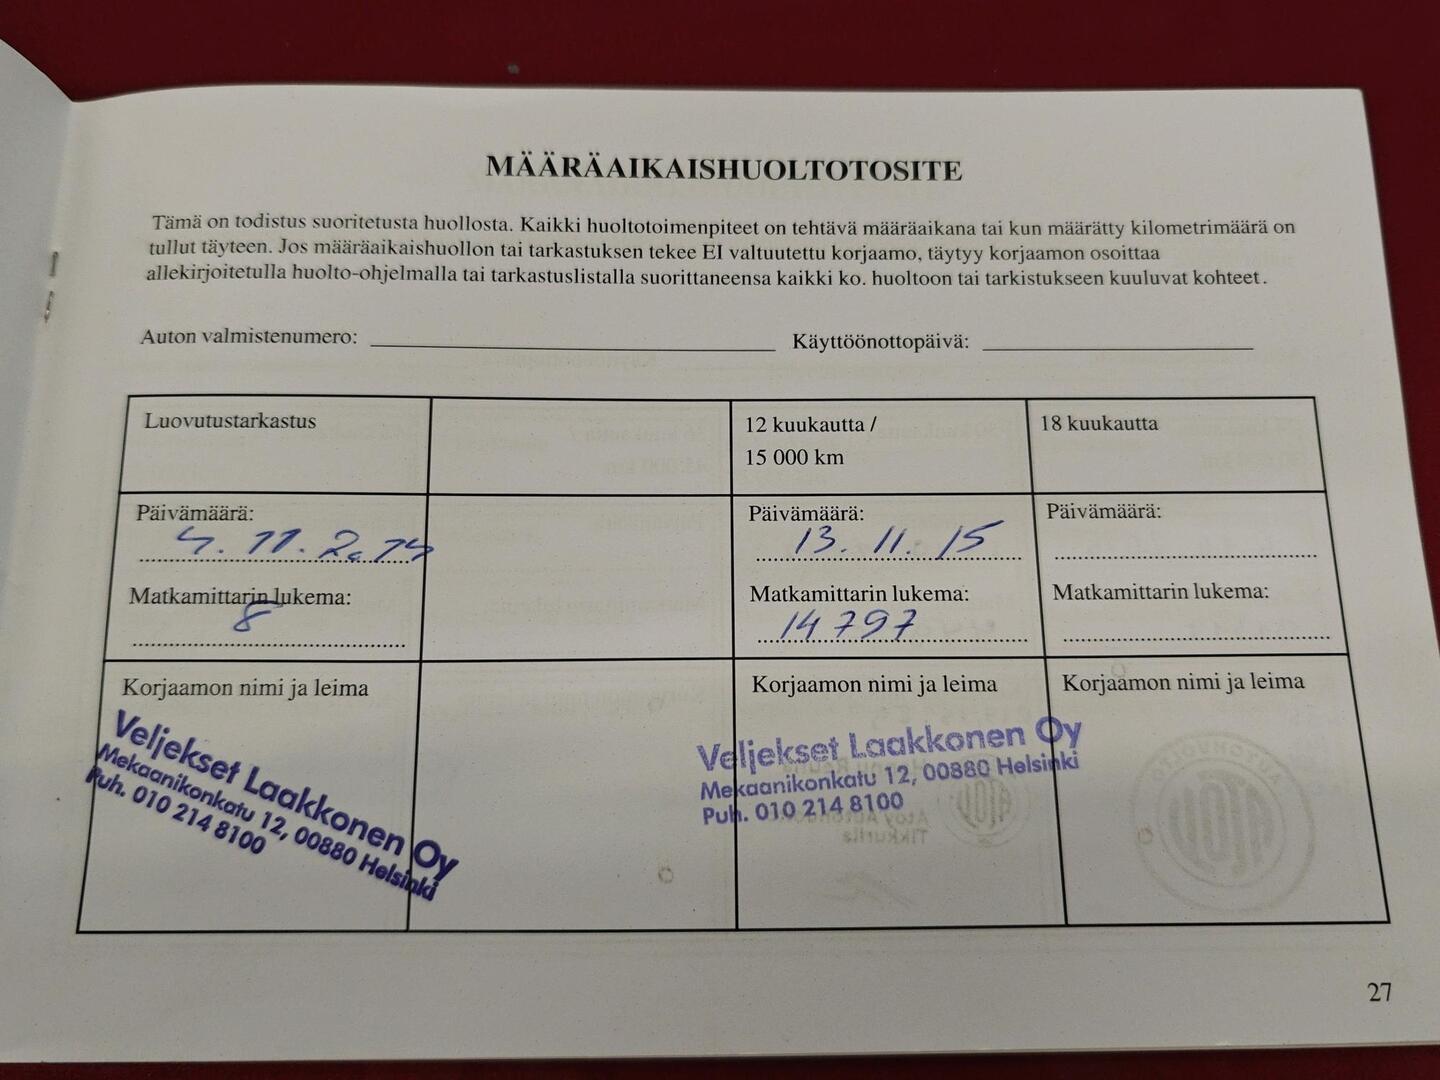 MÄÄRÄAIKAISHUOLTOTOSITE
Tämä on todistus suoritetusta huollosta. Kaikki huoltotoimenpiteet on tehtävä määräaikana tai kun määrätty kilometrimäärä on
tullut täyteen. Jos määräaikaishuollon tai tarkastuksen tekee EI valtuutettu korjaamo, täytyy korjaamon osoittaa
allekirjoitetulla huolto-ohjelmalla tai tarkastuslistalla suorittaneensa kaikki ko. huoltoon tai tarkistukseen kuuluvat kohteet.
Auton valmistenumero: Käyttöönottopäivä:
Luovutustarkastus
Päivämäärä:
4.11.2014
Matkamittarin lukema:
8
Korjaamon nimi ja leima
Veljekset Laakkonen Oy
Mekaanikonkatu 12, 00880 Helsinki
Puh. 010 214 8100
12 kuukautta /
15 000 km
Päivämäärä:
13.11.15
Matkamittarin lukema:
14797
Korjaamon nimi ja leima
Veljekset Laakkonen Oy
Mekaanikonkatu 12, 00880 Helsinki
Puh. 010 214 8100
18 kuukautta
Päivämäärä:
Matkamittarin lukema:
Korjaamon nimi ja leima
27